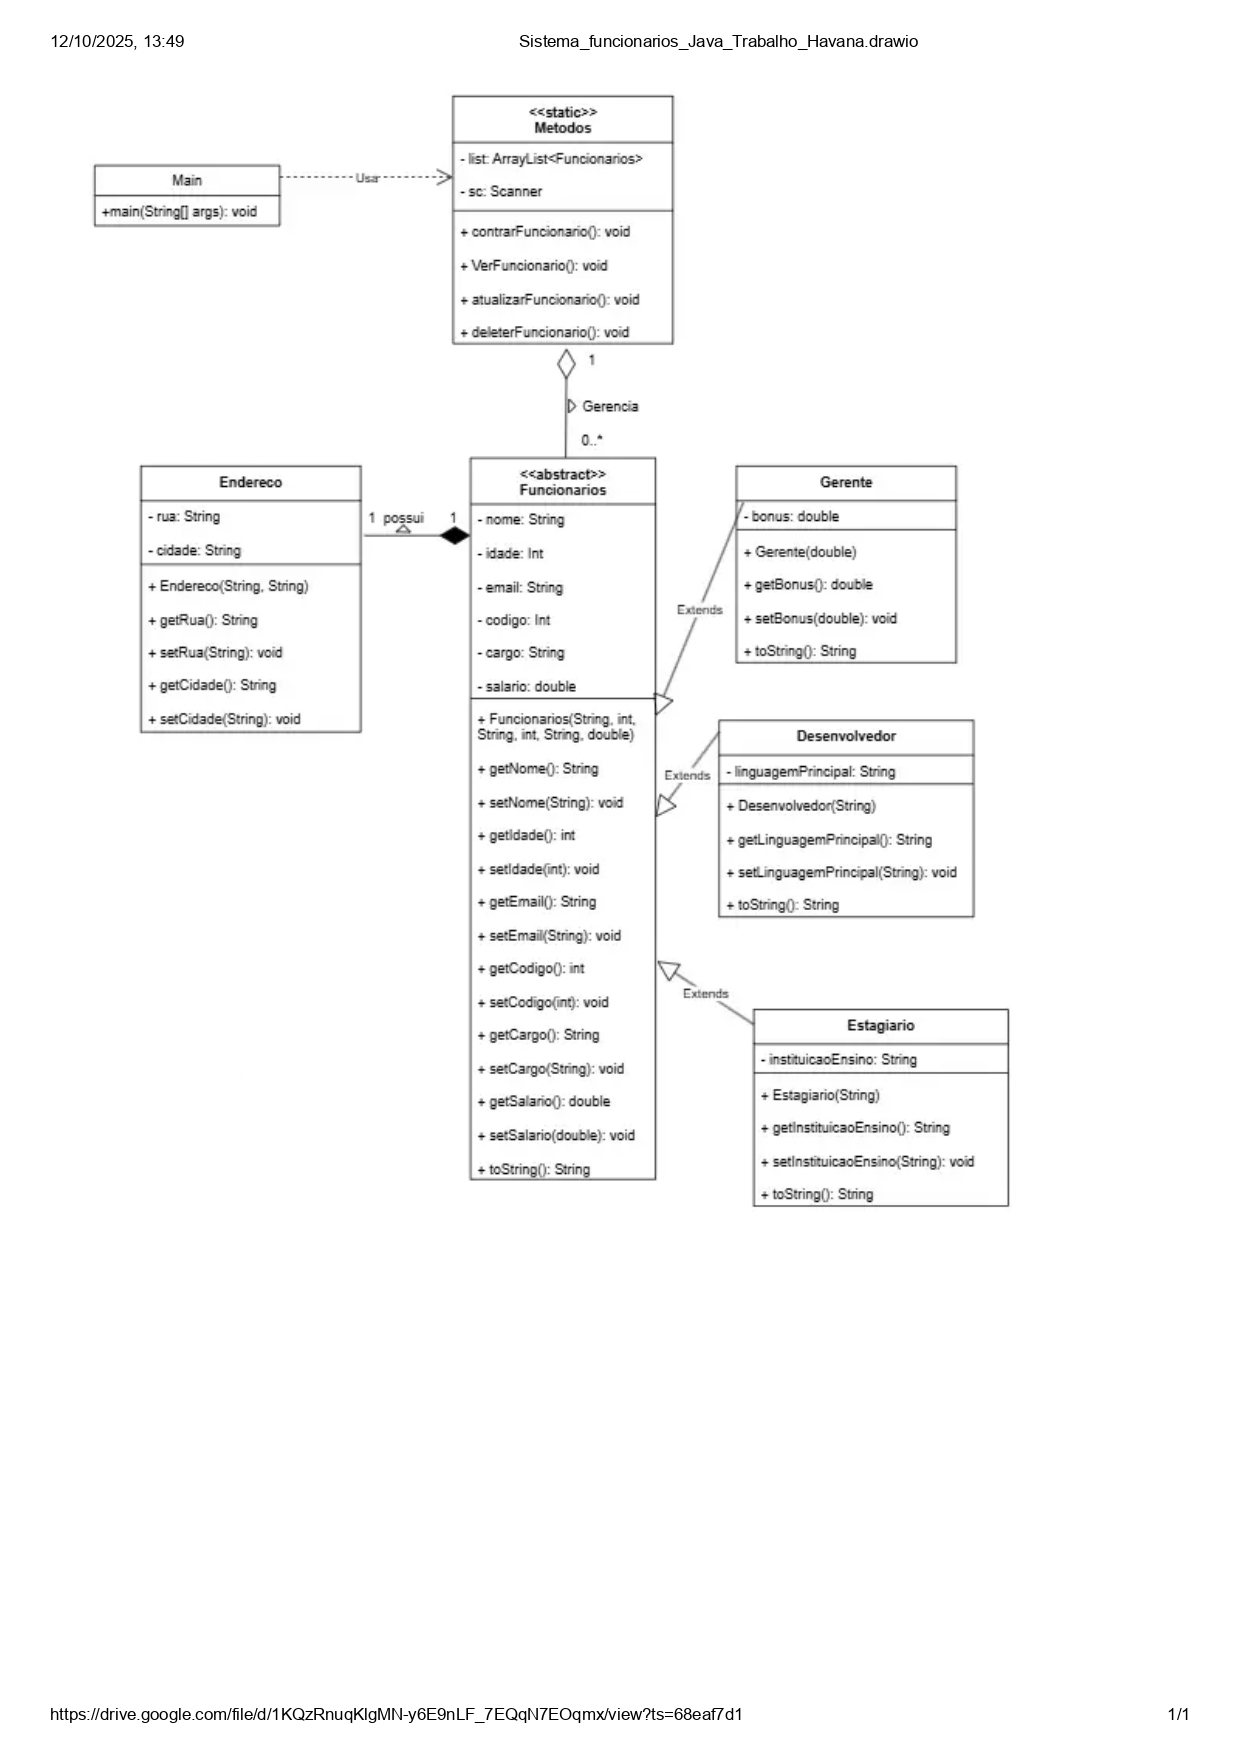 12/10/2025, 13:49
Sistema_funcionarios_Java_Trabalho_Havana.drawio
<<static>>
Metodos
- list: ArrayList<Funcionarios>
- sc: Scanner
+ contrarFuncionario(): void
+ VerFuncionario(): void
+ atualizarFuncionario(): void
+ deleterFuncionario(): void
Main
+main(String[] args): void
Usa
1
Gerencia
0..*
Endereco
- rua: String
- cidade: String
+ Endereco(String, String)
+ getRua(): String
+ setRua(String): void
+ getCidade(): String
+ setCidade(String): void
1 possui 1
<<abstract>>
Funcionarios
- nome: String
- idade: Int
- email: String
- codigo: Int
- cargo: String
- salario: double
+ Funcionarios(String, int,
String, int, String, double)
+ getNome(): String
+ setNome(String): void
+ getIdade(): int
+ setIdade(int): void
+ getEmail(): String
+ setEmail(String): void
+ getCodigo(): int
+ setCodigo(int): void
+ getCargo(): String
+ setCargo(String): void
+ getSalario(): double
+ setSalario(double): void
+ toString(): String
Gerente
- bonus: double
+ Gerente(double)
+ getBonus(): double
+ setBonus(double): void
+ toString(): String
Extends
Desenvolvedor
- linguagemPrincipal: String
+ Desenvolvedor(String)
+ getLinguagemPrincipal(): String
+ setLinguagemPrincipal(String): void
+ toString(): String
Extends
Estagiario
- instituicaoEnsino: String
+ Estagiario(String)
+ getInstituicaoEnsino(): String
+ setInstituicaoEnsino(String): void
+ toString(): String
Extends
https://drive.google.com/file/d/1KQzRnuqKlgMN-y6E9nLF_7EQqN7EOqmx/view?ts=68eaf7d1
1/1